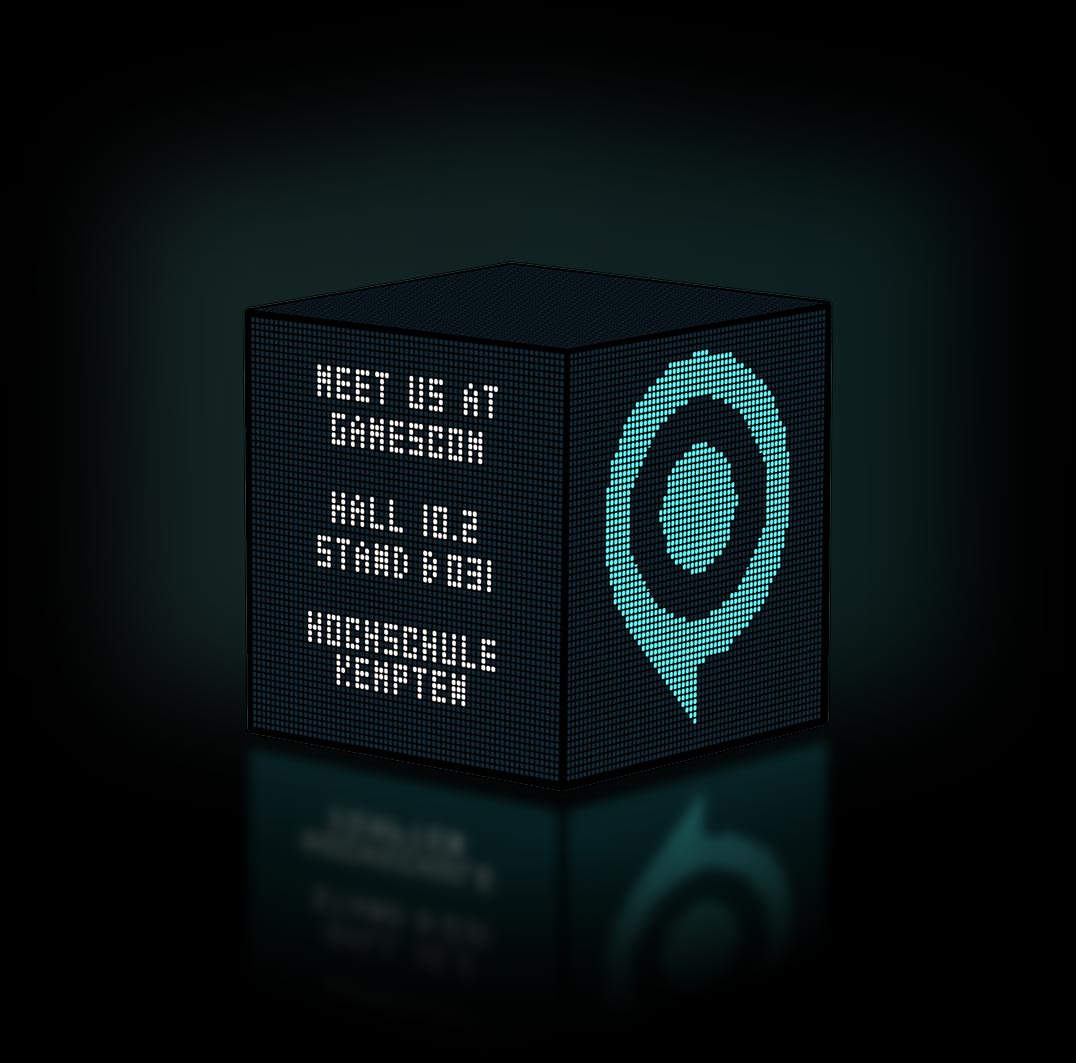 MEET US AT
GAMESCOM
HALL 10.2
STAND B031
HOCHSCHULE
KEMPTEN